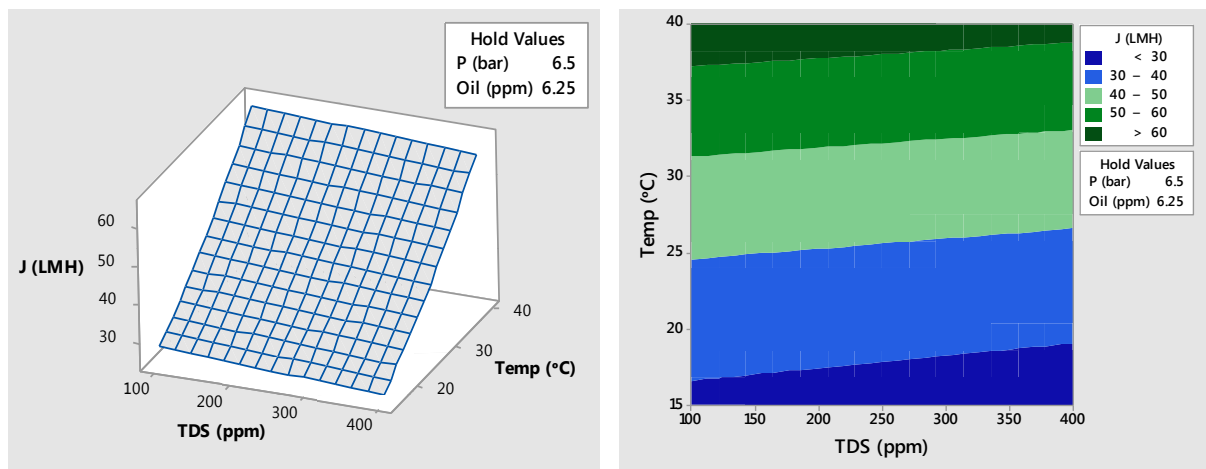 Hold Values
P (bar) 6.5
Oil (ppm) 6.25
60
50
J (LMH)
40
30
40
30
Temp (°C)
20
100
200
300
400
TDS (ppm)
40
35
30
25
20
15
Temp (°C)
100 150 200 250 300 350 400
TDS (ppm)
J (LMH)
< 30
30 – 40
40 – 50
50 – 60
> 60
Hold Values
P (bar) 6.5
Oil (ppm) 6.25